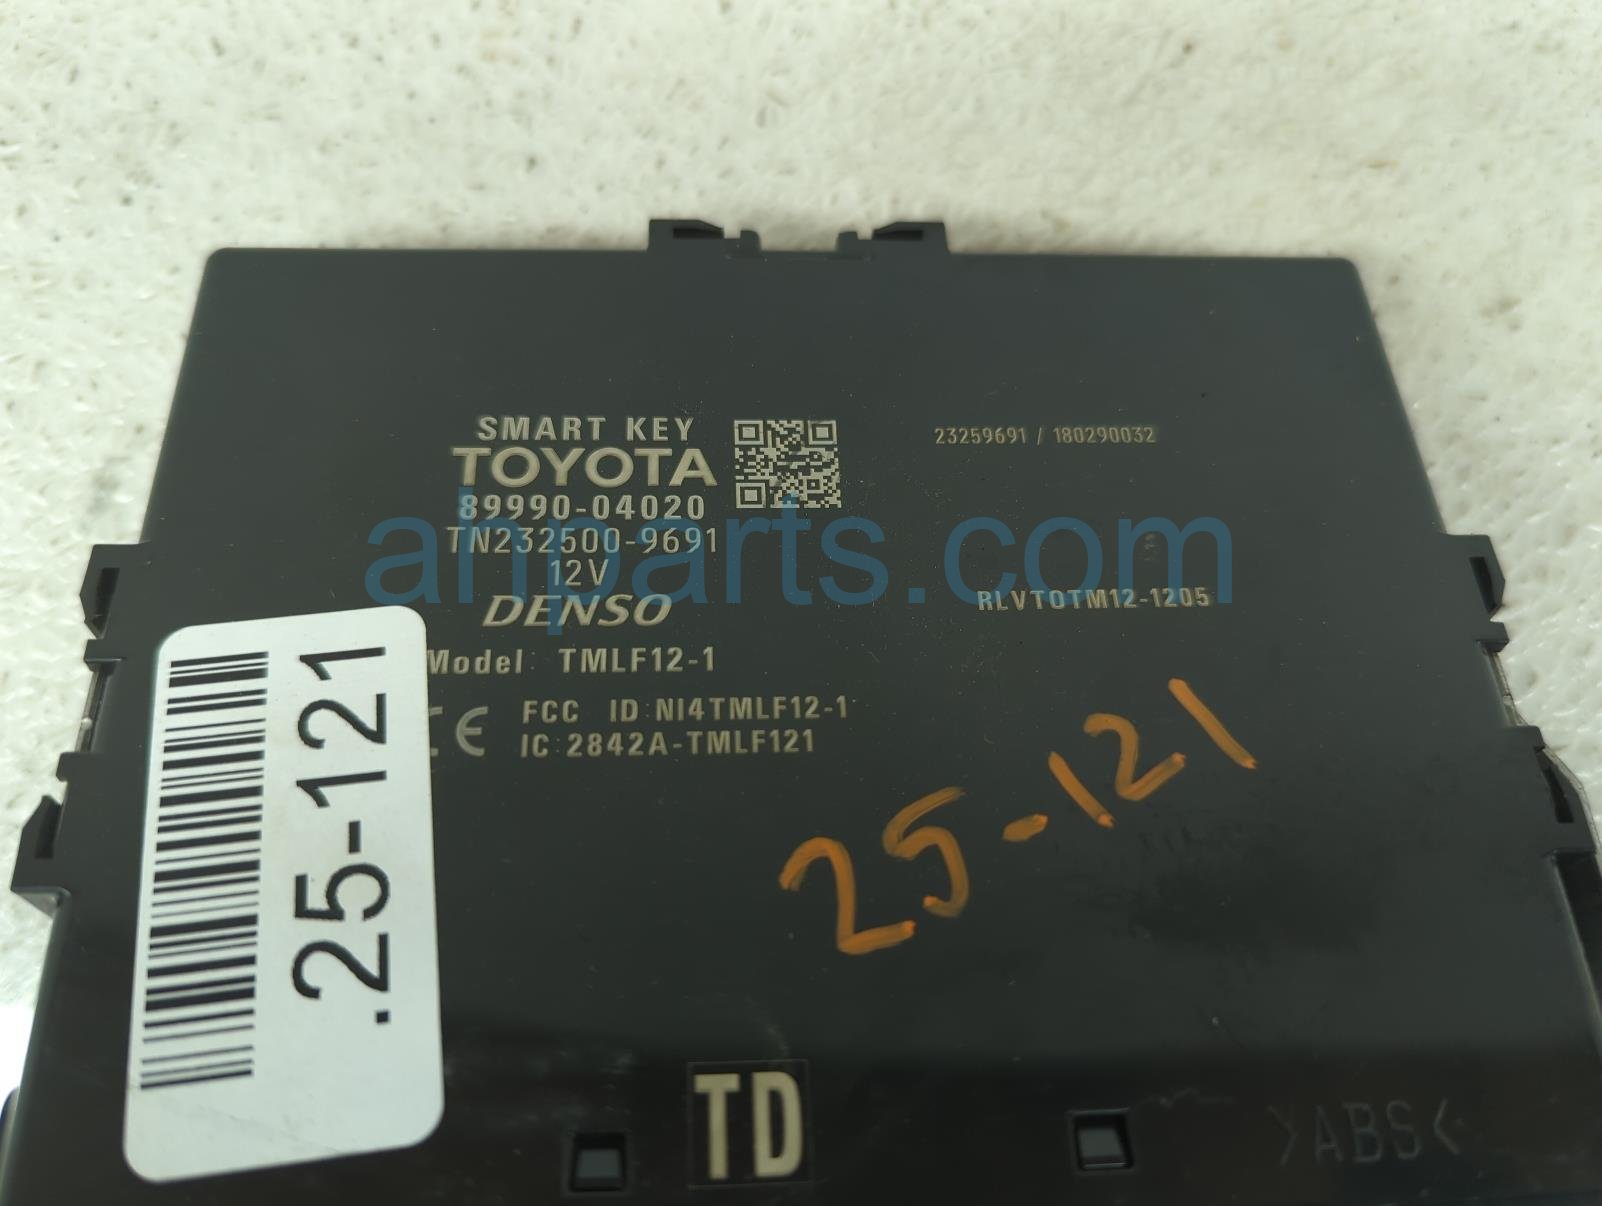 SMART KEY
TOYOTA
89990-04020
TN232500-9691
12V
DENSO
Model: TMLF12-1
CE
FCC ID:NI4TMLF12-1
IC:2842A-TMLF121
23259691 / 180290032
RLVTOTM12-1205
ahparts.com
.25-121
25-121
TD
>ABS<